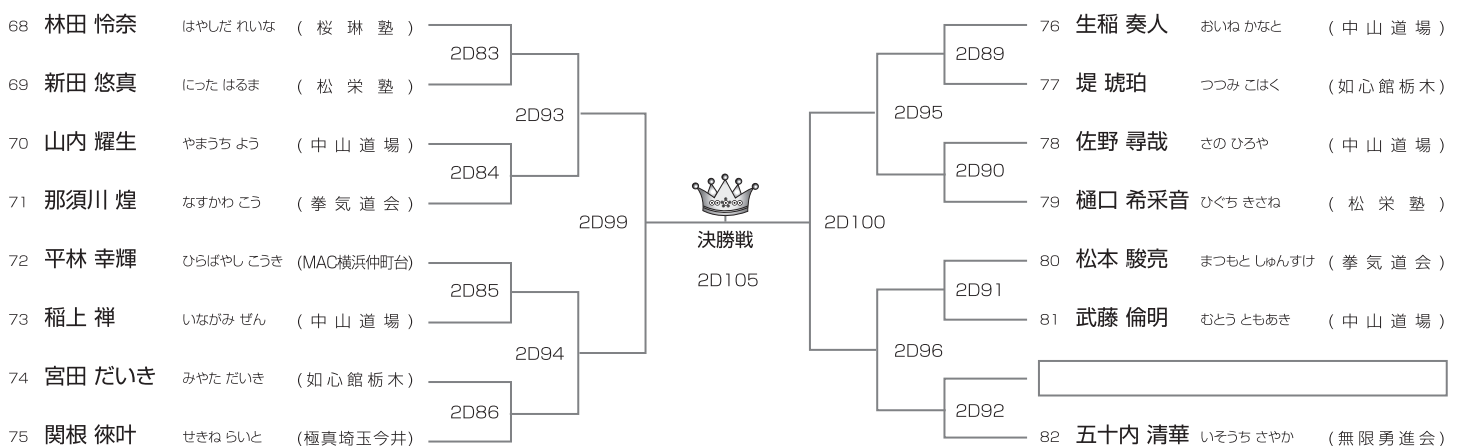 68 林田 怜奈 はやしだ れいな (桜琳塾)
69 新田 悠真 にった はるま (松栄塾)
70 山内 耀生 やまうち よう (中山道場)
71 那須川 煌 なすかわ こう (拳気道会)
72 平林 幸輝 ひらばやし こうき (MAC横浜仲町台)
73 稲上 禅 いながみ ぜん (中山道場)
74 宮田 だいき みやた だいき (如心館栃木)
75 関根 徠叶 せきね らいと (極真埼玉今井)
2D83
2D84
2D85
2D86
2D93
2D94
2D99
決勝戦
2D105
2D100
2D95
2D96
2D89
2D90
2D91
2D92
76 生稲 奏人 おいね かなと (中山道場)
77 堤 琥珀 つつみ こはく (如心館栃木)
78 佐野 尋哉 さの ひろや (中山道場)
79 樋口 希采音 ひぐち きさね (松栄塾)
80 松本 駿亮 まつもと しゅんすけ (拳気道会)
81 武藤 倫明 むとう ともあき (中山道場)
82 五十内 清華 いそうち さやか (無限勇進会)